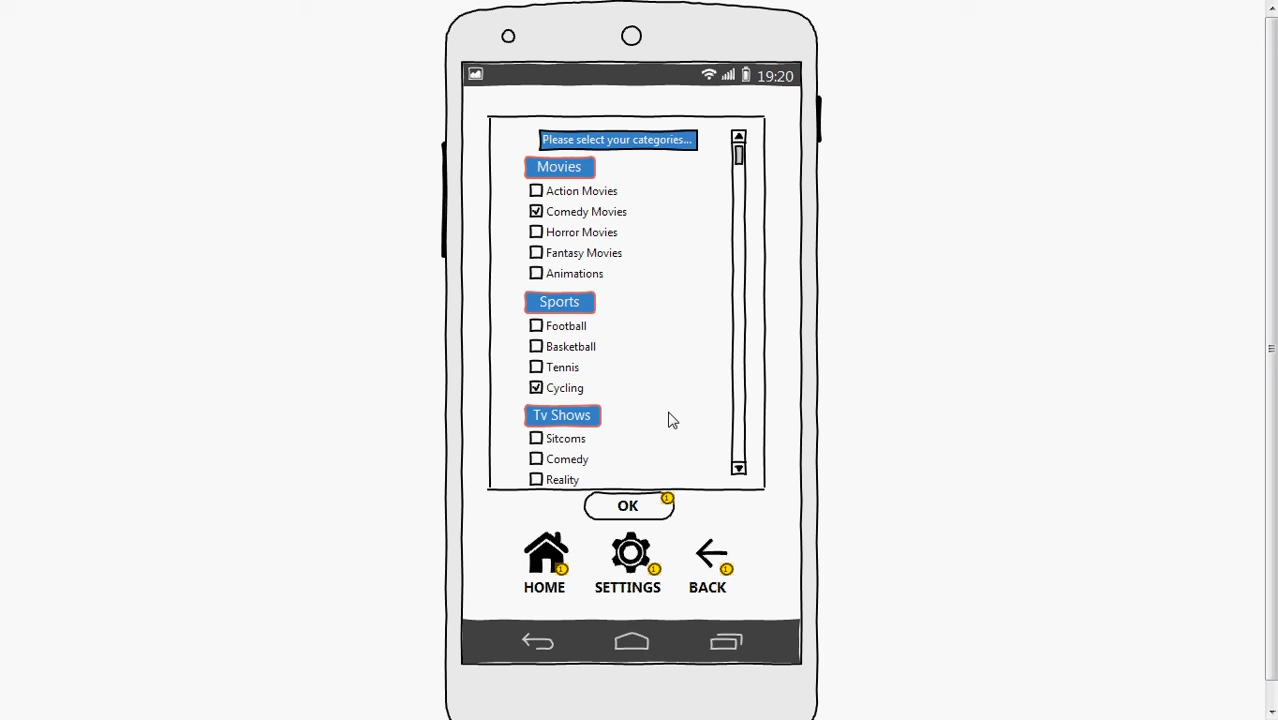 19:20
Please select your categories...
Movies
Action Movies
Comedy Movies
Horror Movies
Fantasy Movies
Animations
Sports
Football
Basketball
Tennis
Cycling
Tv Shows
Sitcoms
Comedy
Reality
OK
HOME SETTINGS BACK